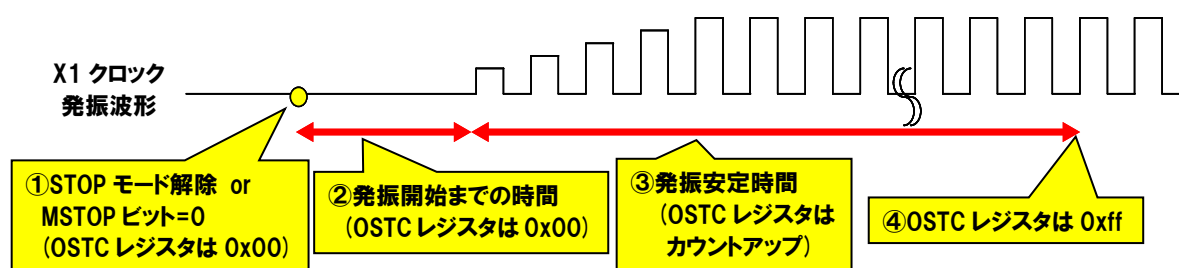 X1 クロック
発振波形
①STOP モード解除 or
MSTOP ビット=0
(OSTC レジスタは 0x00)
②発振開始までの時間
(OSTC レジスタは 0x00)
③発振安定時間
(OSTC レジスタは
カウントアップ)
④OSTC レジスタは 0xff